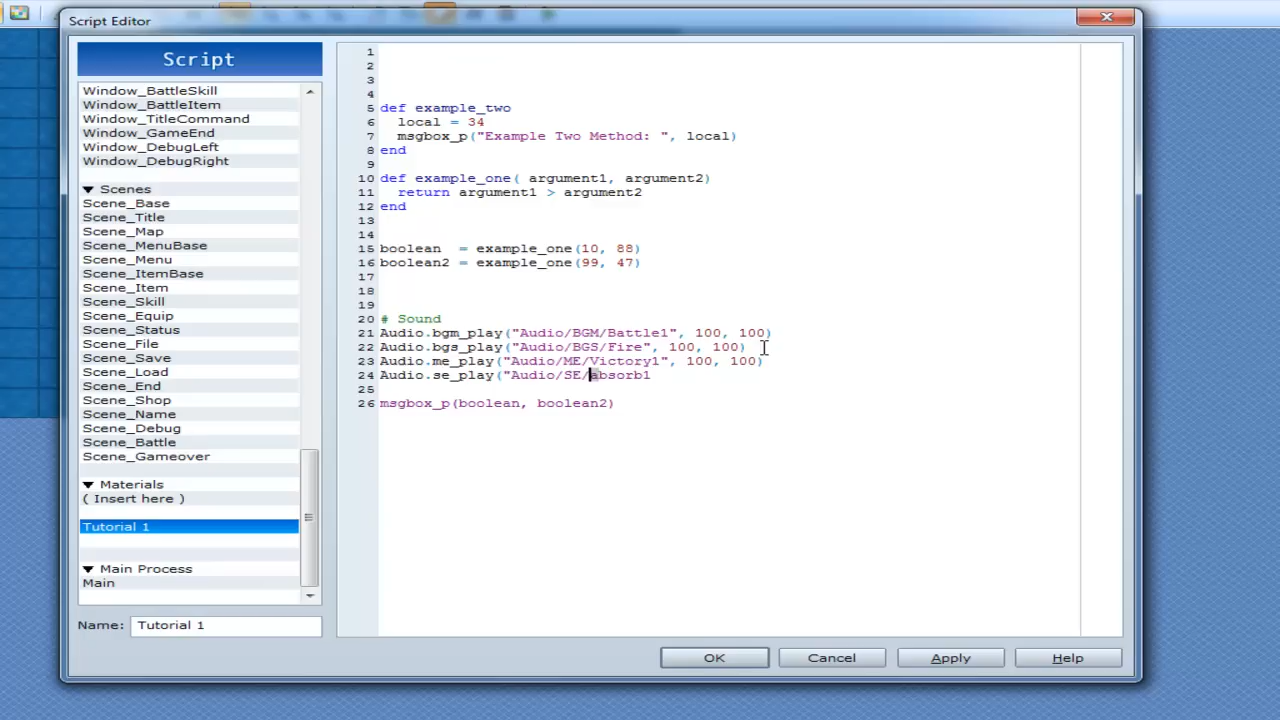 Script Editor
Script
Window_BattleSkill
Window_BattleItem
Window_TitleCommand
Window_GameEnd
Window_DebugLeft
Window_DebugRight
Scenes
Scene_Base
Scene_Title
Scene_Map
Scene_MenuBase
Scene_Menu
Scene_ItemBase
Scene_Item
Scene_Skill
Scene_Equip
Scene_Status
Scene_File
Scene_Save
Scene_Load
Scene_End
Scene_Shop
Scene_Name
Scene_Debug
Scene_Battle
Scene_Gameover
Materials
( Insert here )
Tutorial 1
Main Process
Main
Name: Tutorial 1
1
2
3
4
5 def example_two
6 local = 34
7 msgbox_p("Example Two Method: ", local)
8 end
9
10 def example_one( argument1, argument2)
11 return argument1 > argument2
12 end
13
14
15 boolean = example_one(10, 88)
16 boolean2 = example_one(99, 47)
17
18
19
20 # Sound
21 Audio.bgm_play("Audio/BGM/Battle1", 100, 100)
22 Audio.bgs_play("Audio/BGS/Fire", 100, 100)
23 Audio.me_play("Audio/ME/Victory1", 100, 100)
24 Audio.se_play("Audio/SE/absorb1
25
26 msgbox_p(boolean, boolean2)
OK Cancel Apply Help